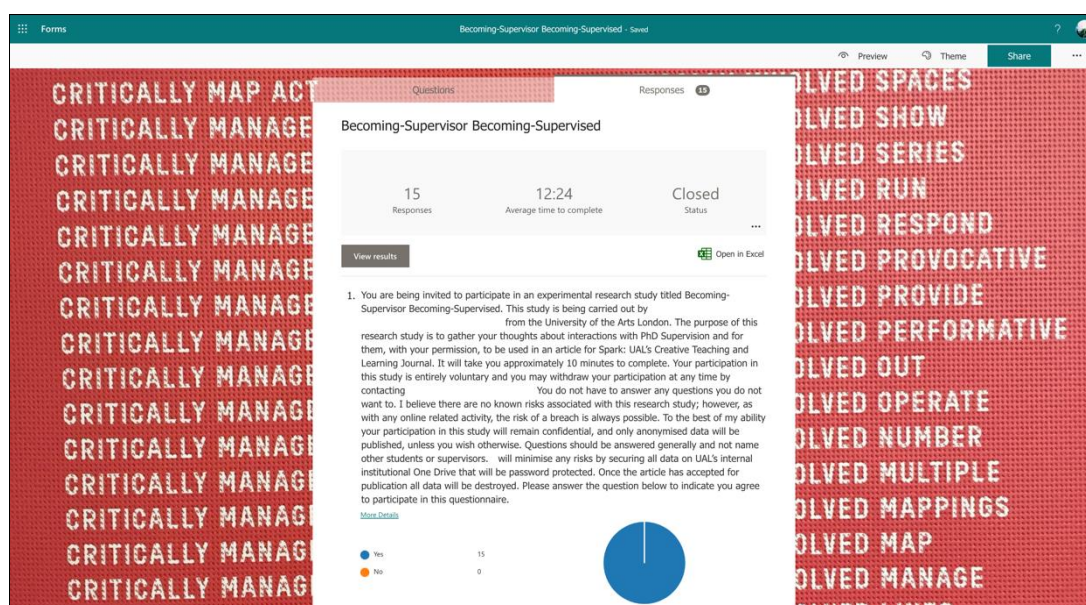 Forms
Becoming-Supervisor Becoming-Supervised - Saved
?
Preview
Theme
Share
...
CRITICALLY MAP ACT
CRITICALLY MANAGE
CRITICALLY MANAGE
CRITICALLY MANAGE
CRITICALLY MANAGE
CRITICALLY MANAGE
CRITICALLY MANAGE
CRITICALLY MANAGE
CRITICALLY MANAGE
CRITICALLY MANAGE
CRITICALLY MANAGE
CRITICALLY MANAG
CRITICALLY MANAG
CRITICALLY MANAG
CRITICALLY MANAG
Questions
Responses 15
Becoming-Supervisor Becoming-Supervised
15
Responses
12:24
Average time to complete
Closed
Status
...
View results
Open in Excel
1. You are being invited to participate in an experimental research study titled Becoming-
Supervisor Becoming-Supervised. This study is being carried out by
from the University of the Arts London. The purpose of this
research study is to gather your thoughts about interactions with PhD Supervision and for
them, with your permission, to be used in an article for Spark: UAL's Creative Teaching and
Learning Journal. It will take you approximately 10 minutes to complete. Your participation in
this study is entirely voluntary and you may withdraw your participation at any time by
contacting You do not have to answer any questions you do not
want to. I believe there are no known risks associated with this research study; however, as
with any online related activity, the risk of a breach is always possible. To the best of my ability
your participation in this study will remain confidential, and only anonymised data will be
published, unless you wish otherwise. Questions should be answered generally and not name
other students or supervisors. will minimise any risks by securing all data on UAL's internal
institutional One Drive that will be password protected. Once the article has accepted for
publication all data will be destroyed. Please answer the question below to indicate you agree
to participate in this questionnaire.
More Details
Yes 15
No 0
OLVED SPACES
OLVED SHOW
OLVED SERIES
OLVED RUN
OLVED RESPOND
OLVED PROVOCATIVE
OLVED PROVIDE
OLVED PERFORMATIVE
OLVED OUT
OLVED OPERATE
OLVED NUMBER
OLVED MULTIPLE
OLVED MAPPINGS
OLVED MAP
OLVED MANAGE